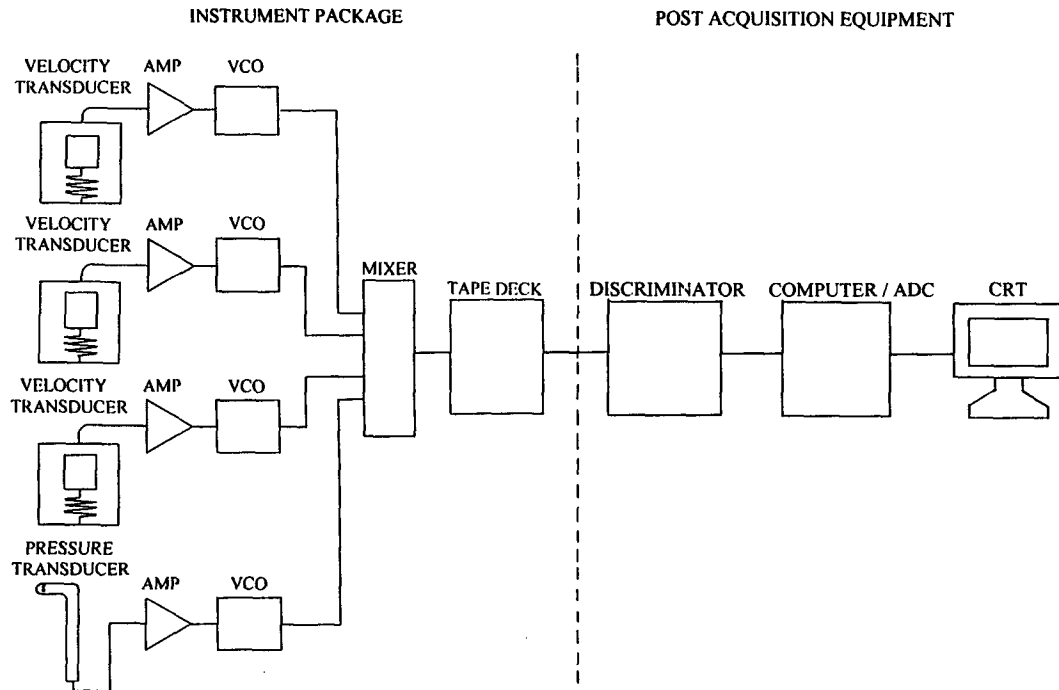 INSTRUMENT PACKAGE
POST ACQUISITION EQUIPMENT
VELOCITY
TRANSDUCER
AMP
VCO
VELOCITY
TRANSDUCER
AMP
VCO
MIXER
TAPE DECK
DISCRIMINATOR
COMPUTER / ADC
CRT
VELOCITY
TRANSDUCER
AMP
VCO
PRESSURE
TRANSDUCER
AMP
VCO